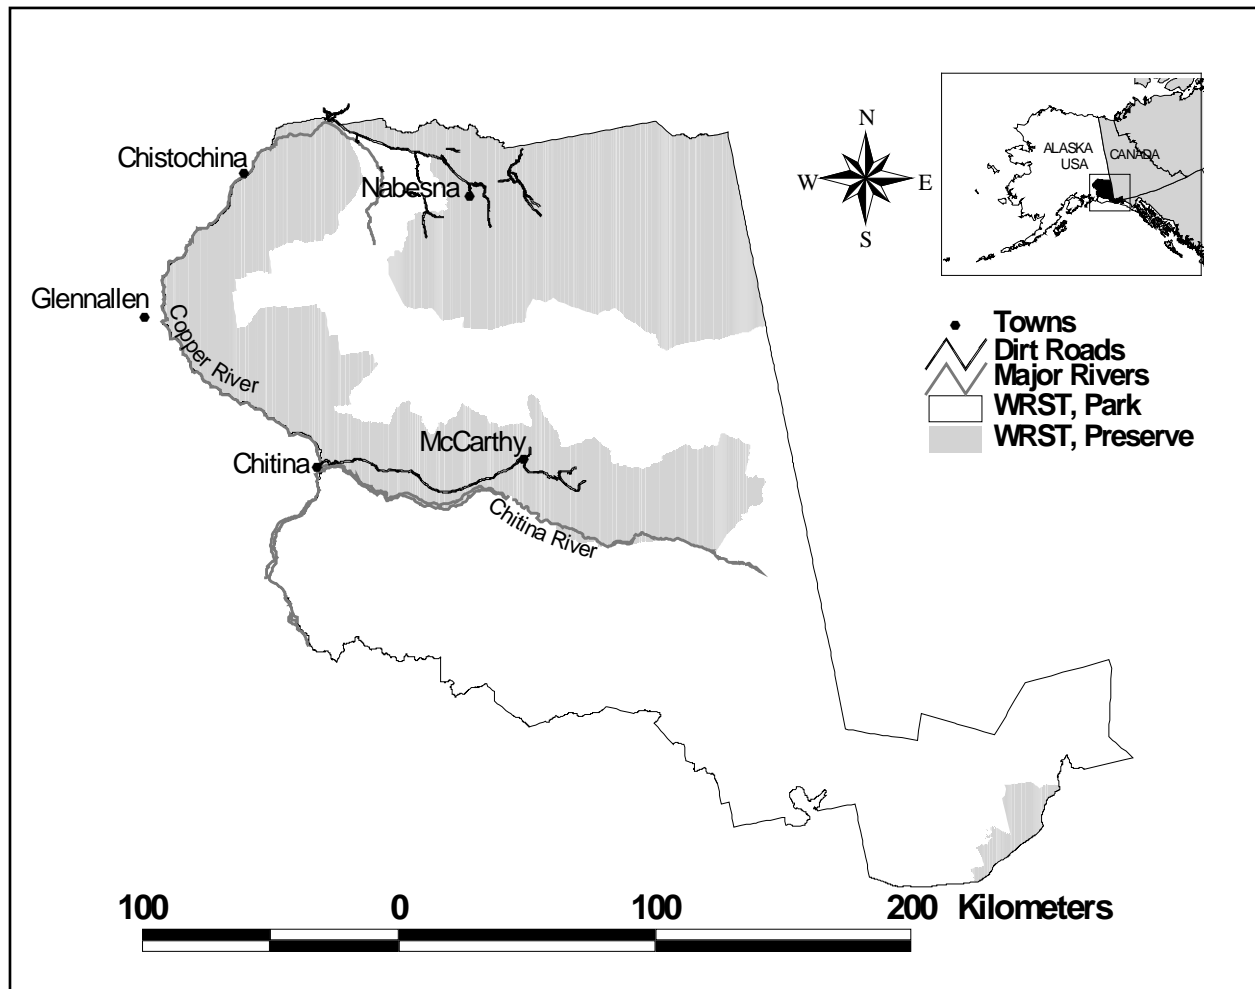 N
W
E
S
ALASKA
USA
CANADA
Chistochina
Nabesna
Glennallen
Copper River
Towns
Dirt Roads
Major Rivers
WRST, Park
WRST, Preserve
McCarthy
Chitina
Chitina River
100 0 100 200 Kilometers